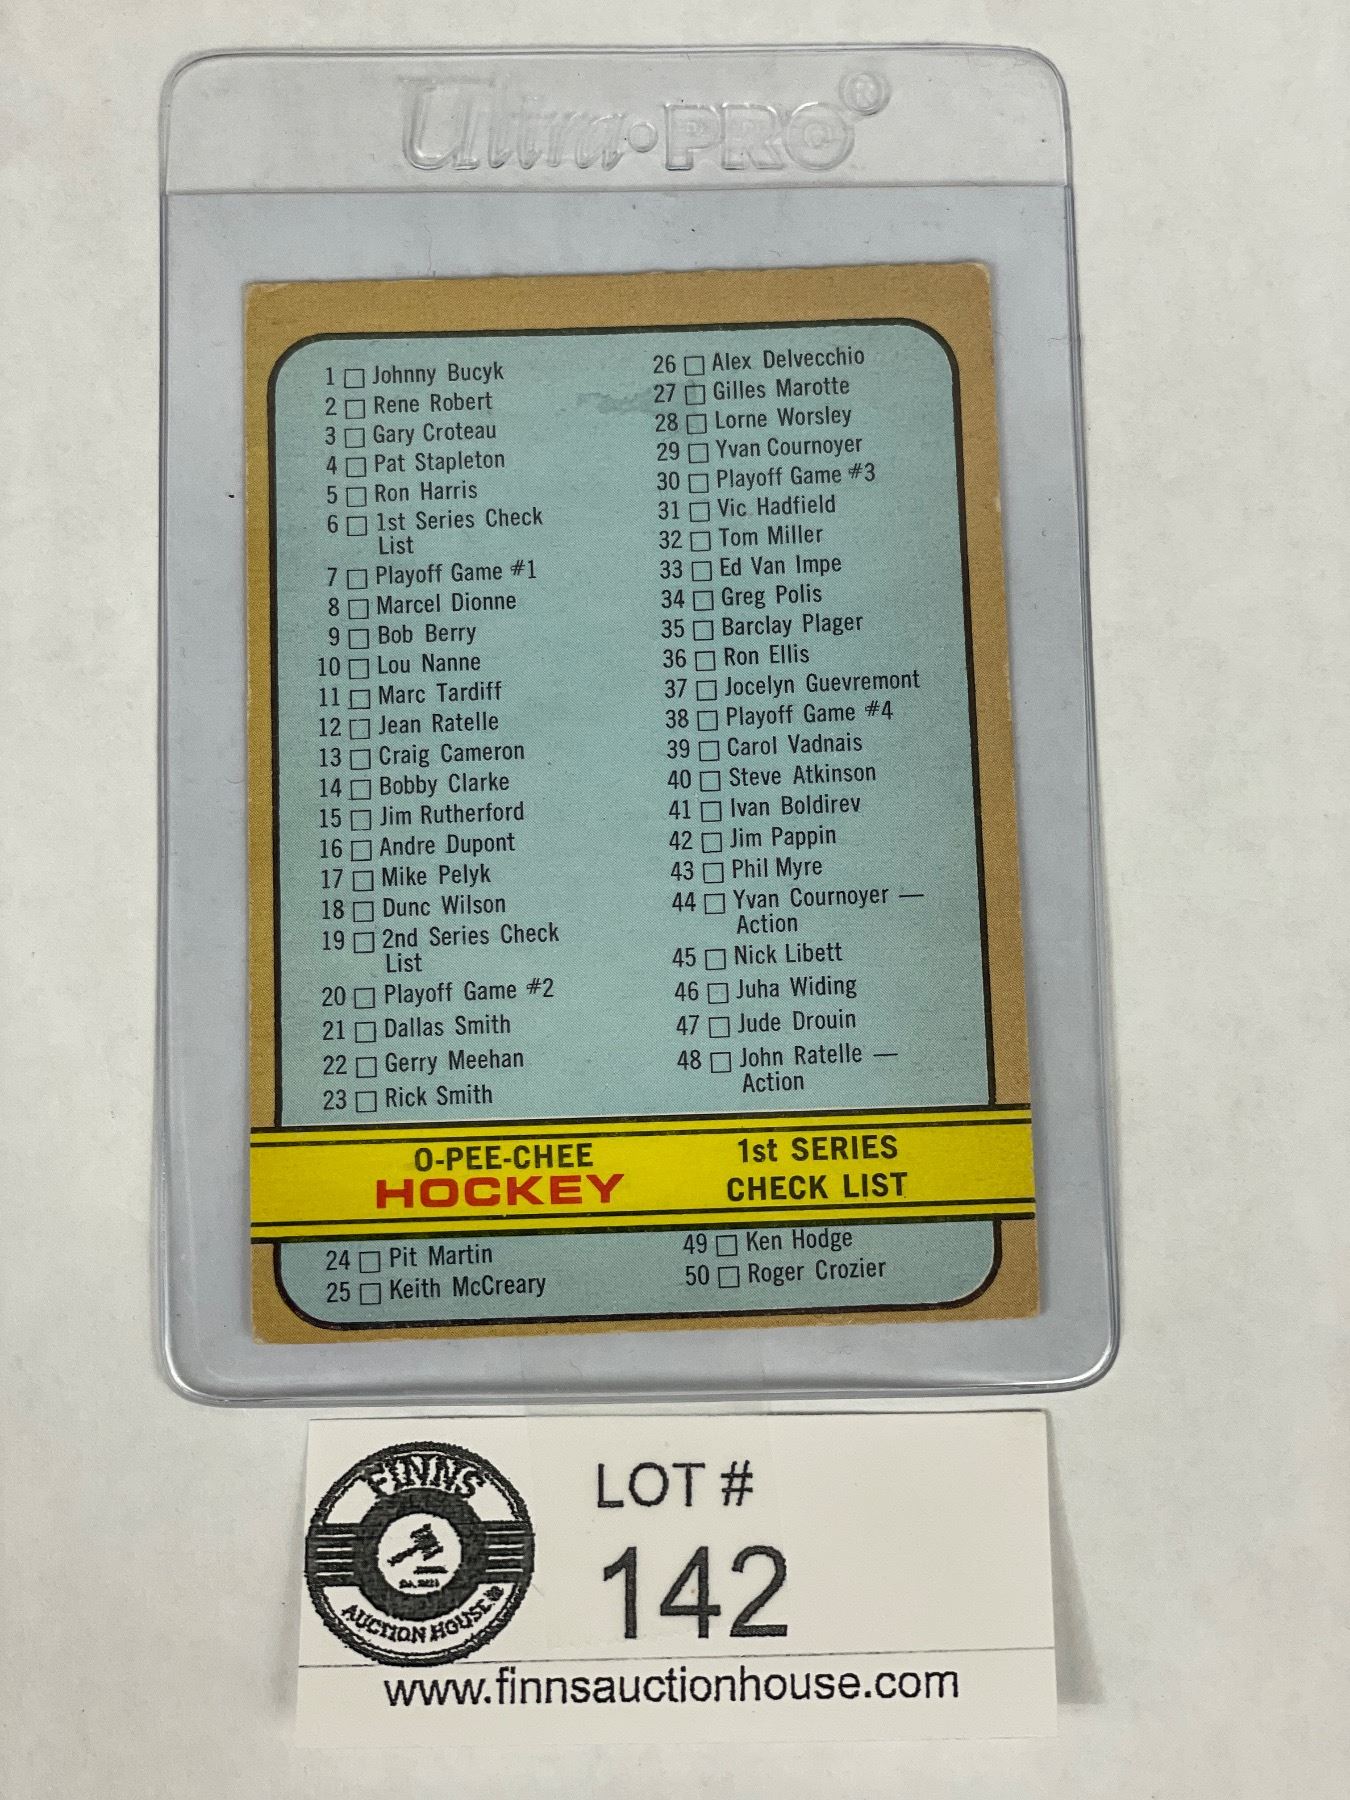 Ultra·PRO®
1 Johnny Bucyk
2 Rene Robert
3 Gary Croteau
4 Pat Stapleton
5 Ron Harris
6 1st Series Check
List
7 Playoff Game #1
8 Marcel Dionne
9 Bob Berry
10 Lou Nanne
11 Marc Tardiff
12 Jean Ratelle
13 Craig Cameron
14 Bobby Clarke
15 Jim Rutherford
16 Andre Dupont
17 Mike Pelyk
18 Dunc Wilson
19 2nd Series Check
List
20 Playoff Game #2
21 Dallas Smith
22 Gerry Meehan
23 Rick Smith
26 Alex Delvecchio
27 Gilles Marotte
28 Lorne Worsley
29 Yvan Cournoyer
30 Playoff Game #3
31 Vic Hadfield
32 Tom Miller
33 Ed Van Impe
34 Greg Polis
35 Barclay Plager
36 Ron Ellis
37 Jocelyn Guevremont
38 Playoff Game #4
39 Carol Vadnais
40 Steve Atkinson
41 Ivan Boldirev
42 Jim Pappin
43 Phil Myre
44 Yvan Cournoyer —
Action
45 Nick Libett
46 Juha Widing
47 Jude Drouin
48 John Ratelle —
Action
O-PEE-CHEE
HOCKEY
1st SERIES
CHECK LIST
24 Pit Martin
25 Keith McCreary
49 Ken Hodge
50 Roger Crozier
FINNS
AUCTION HOUSE
LOT #
142
www.finnsauctionhouse.com